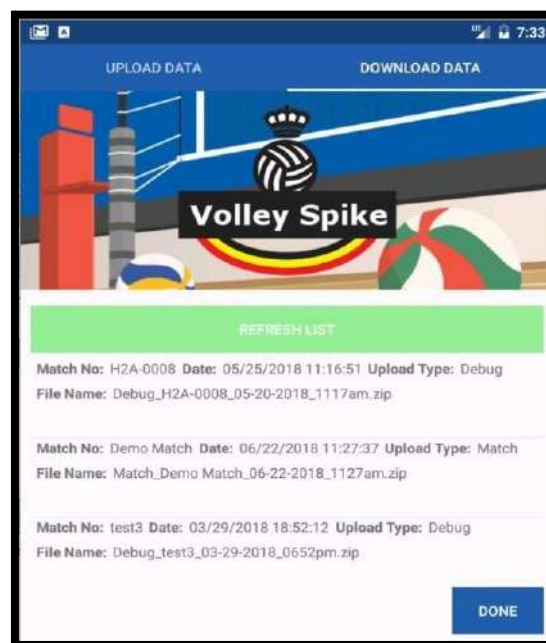 LTE 7:33
UPLOAD DATA DOWNLOAD DATA
Volley Spike
REFRESH LIST
Match No: H2A-0008 Date: 05/25/2018 11:16:51 Upload Type: Debug
File Name: Debug_H2A-0008_05-20-2018_1117am.zip
Match No: Demo Match Date: 06/22/2018 11:27:37 Upload Type: Match
File Name: Match_Demo Match_06-22-2018_1127am.zip
Match No: test3 Date: 03/29/2018 18:52:12 Upload Type: Debug
File Name: Debug_test3_03-29-2018_0652pm.zip
DONE